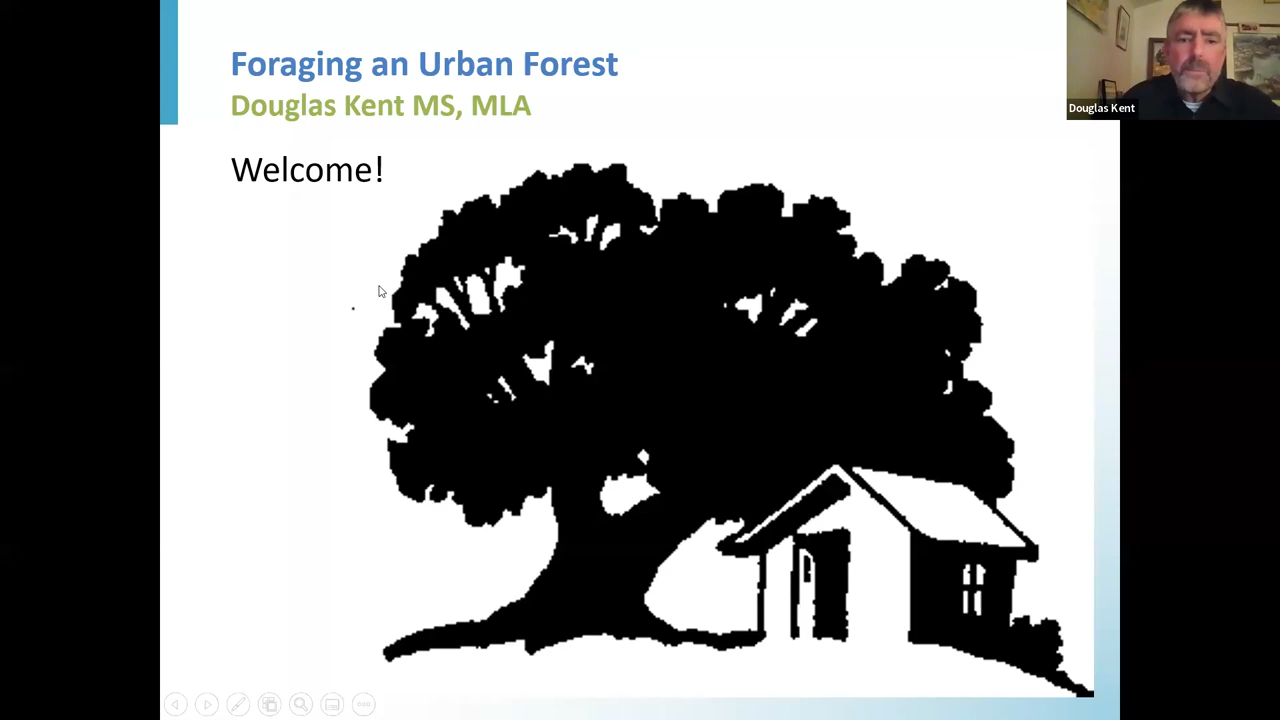 Foraging an Urban Forest
Douglas Kent MS, MLA
Welcome!
Douglas Kent